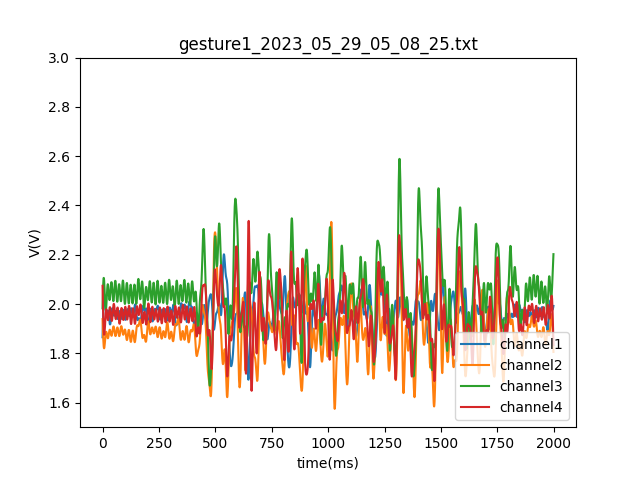 gesture1_2023_05_29_05_08_25.txt
3.0
2.8
2.6
2.4
2.2
2.0
1.8
1.6
V(V)
channel1
channel2
channel3
channel4
0 250 500 750 1000 1250 1500 1750 2000
time(ms)